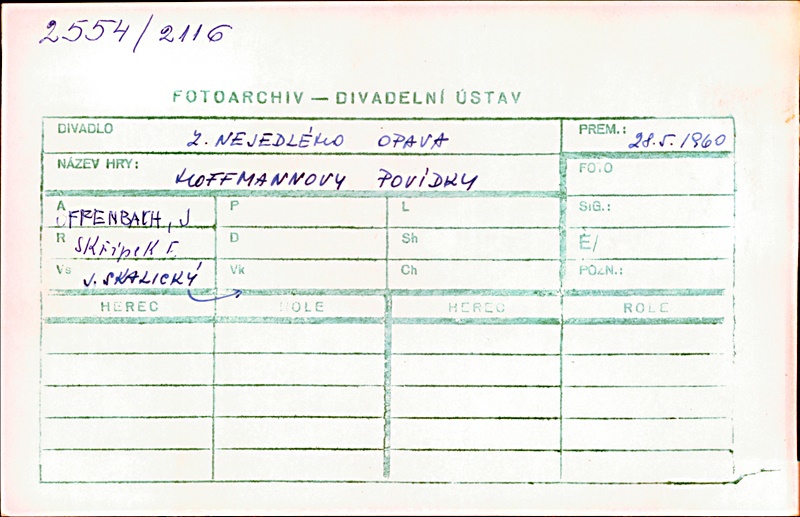 2554/2116
FOTOARCHIV — DIVADELNÍ ÚSTAV
DIVADLO Z. NEJEDLÉHO OPAVA PREM.: 28.5.1960
NÁZEV HRY: HOFFMANNOVY POVÍDKY FOTO
A OFFENBACH, J P L SIG.:
R SKŘÍPEK F. D Sh Č/
Vs J. SKALICKÝ Vk Ch POZN.:
HEREC ROLE HEREC ROLE